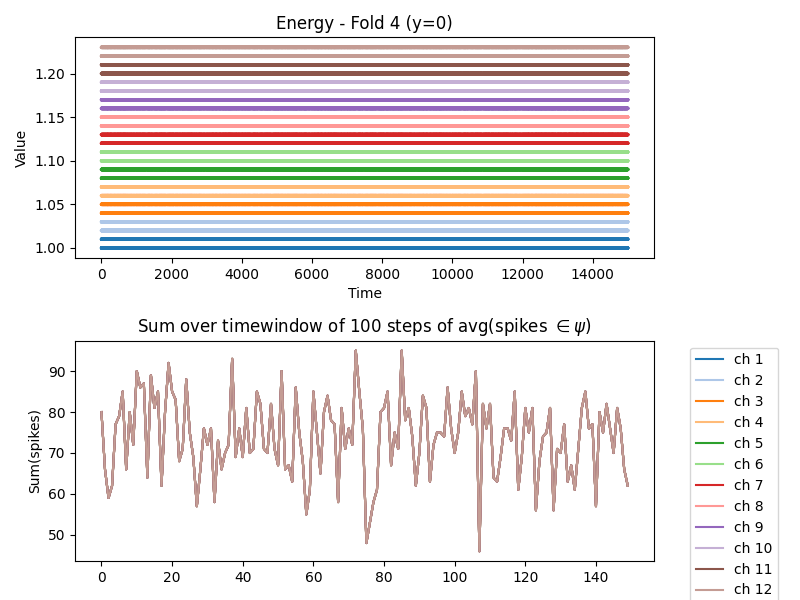 Energy - Fold 4 (y=0)
Value
1.20
1.15
1.10
1.05
1.00
0 2000 4000 6000 8000 10000 12000 14000
Time
Sum over timewindow of 100 steps of avg(spikes ∈ ψ)
Sum(spikes)
90
80
70
60
50
0 20 40 60 80 100 120 140
ch 1
ch 2
ch 3
ch 4
ch 5
ch 6
ch 7
ch 8
ch 9
ch 10
ch 11
ch 12